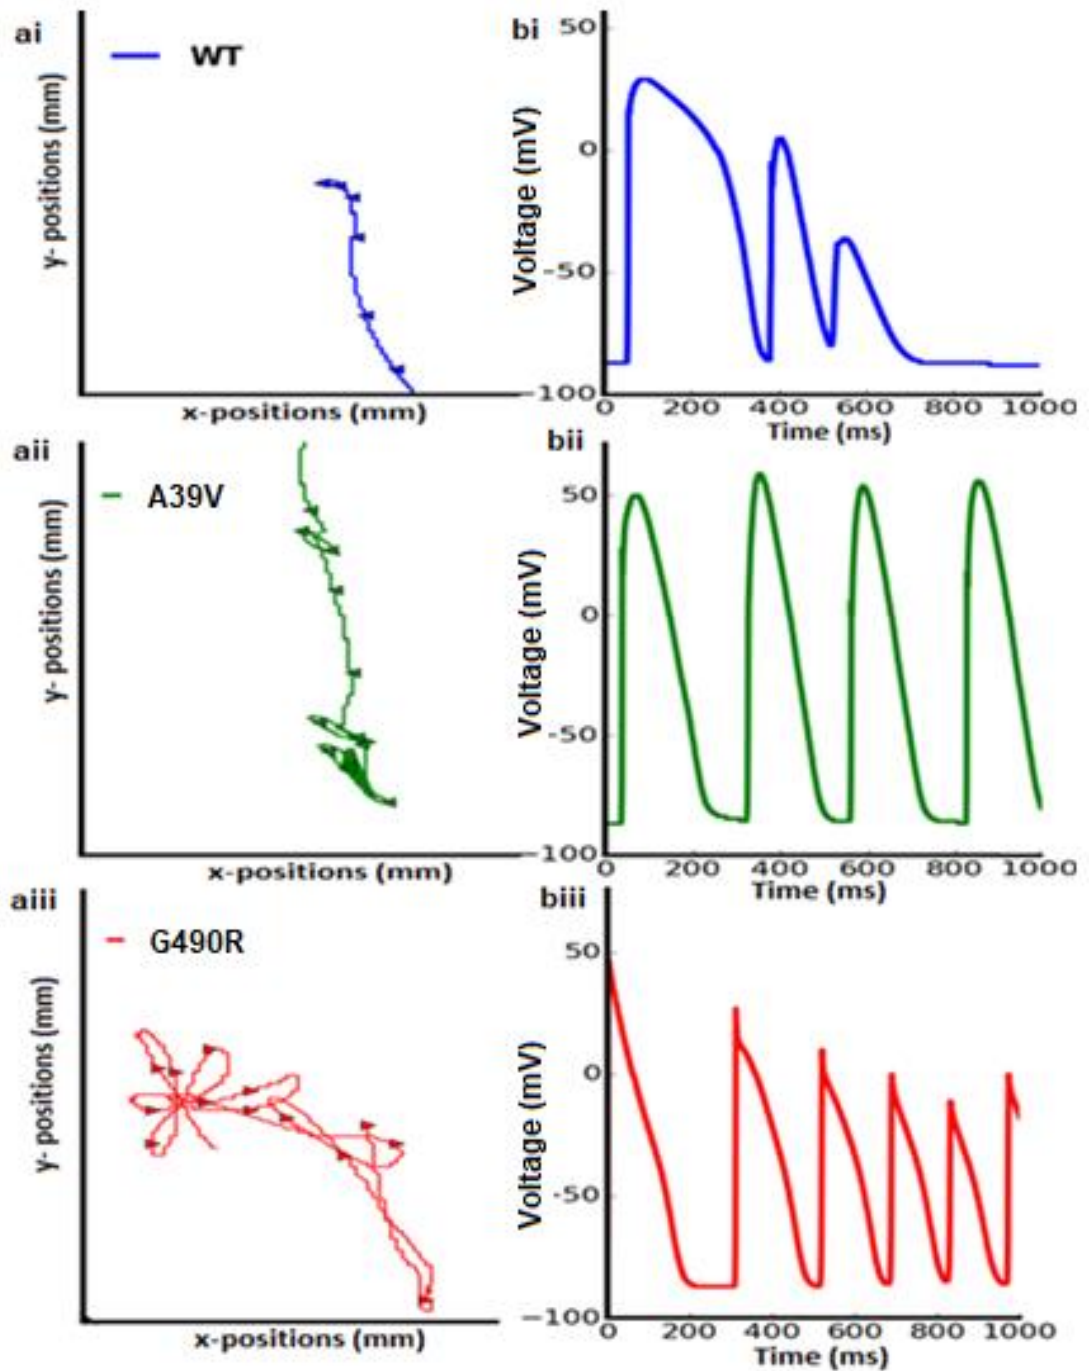 ai
WT
y- positions (mm)
x-positions (mm)
bi
50
0
-50
-100
Voltage (mV)
0 200 400 600 800 1000
Time (ms)
aii
A39V
y- positions (mm)
x-positions (mm)
bii
50
0
-50
-100
Voltage (mV)
0 200 400 600 800 1000
Time (ms)
aiii
G490R
y- positions (mm)
x-positions (mm)
biii
50
0
-50
-100
Voltage (mV)
0 200 400 600 800 1000
Time (ms)